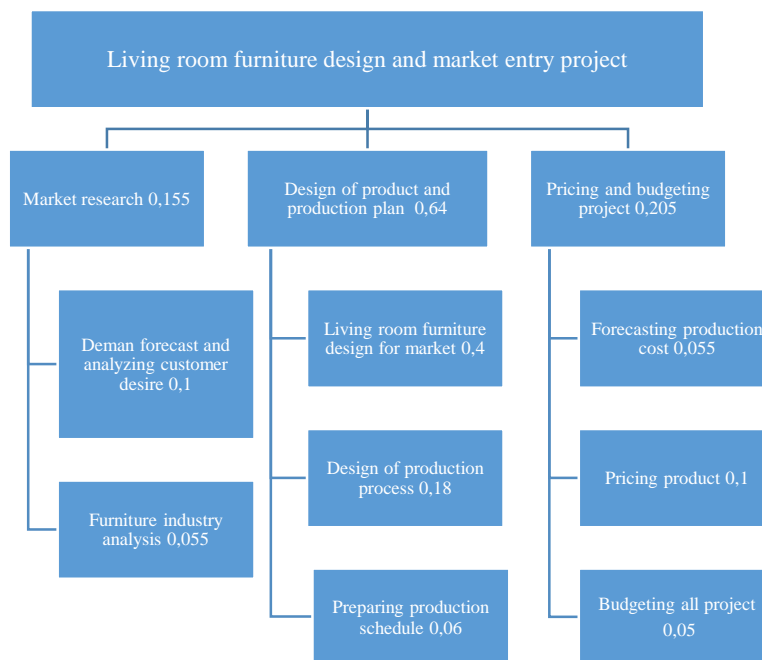 Living room furniture design and market entry project
Market research 0,155
Design of product and
production plan 0,64
Pricing and budgeting
project 0,205
Deman forecast and
analyzing customer
desire 0,1
Furniture industry
analysis 0,055
Living room furniture
design for market 0,4
Design of production
process 0,18
Preparing production
schedule 0,06
Forecasting production
cost 0,055
Pricing product 0,1
Budgeting all project
0,05